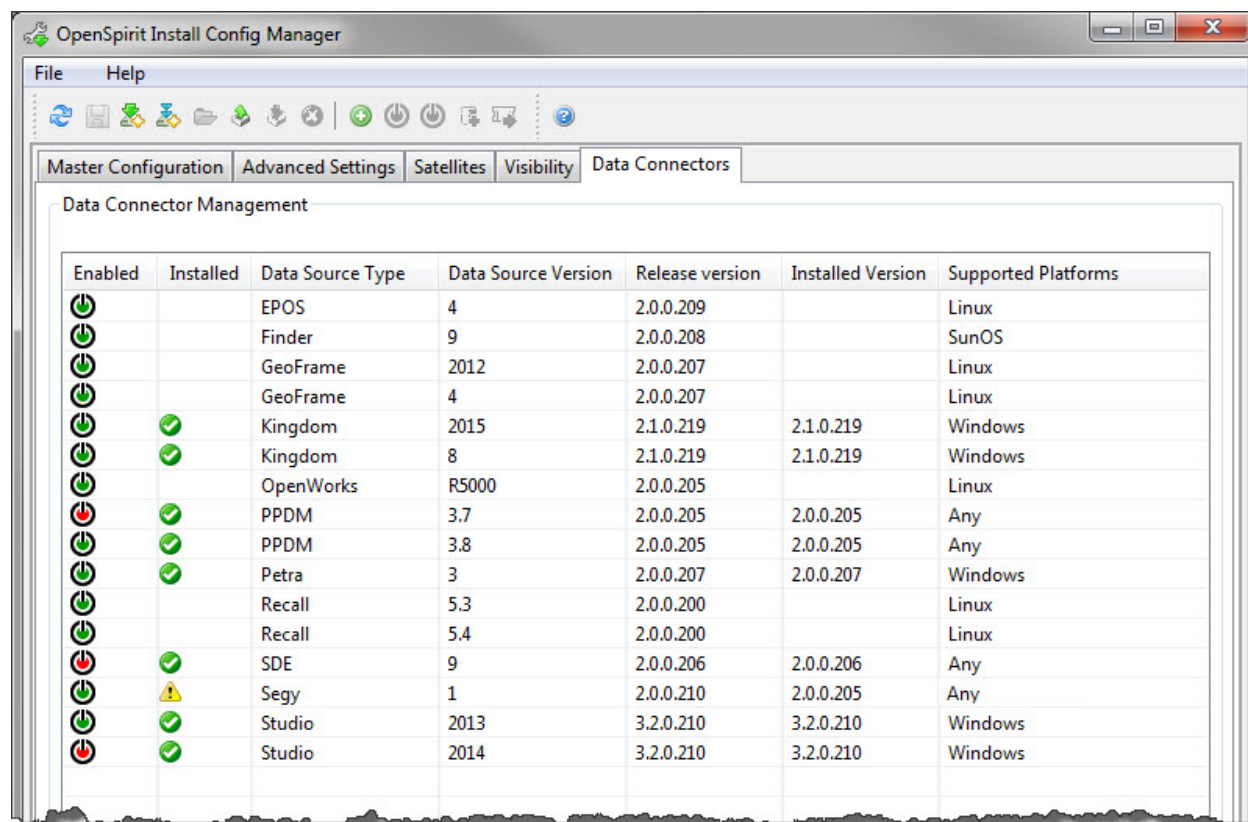 OpenSpirit Install Config Manager
File Help
Master Configuration Advanced Settings Satellites Visibility Data Connectors
Data Connector Management
Enabled Installed Data Source Type Data Source Version Release version Installed Version Supported Platforms
EPOS 4 2.0.0.209 Linux
Finder 9 2.0.0.208 SunOS
GeoFrame 2012 2.0.0.207 Linux
GeoFrame 4 2.0.0.207 Linux
Kingdom 2015 2.1.0.219 2.1.0.219 Windows
Kingdom 8 2.1.0.219 2.1.0.219 Windows
OpenWorks R5000 2.0.0.205 Linux
PPDM 3.7 2.0.0.205 2.0.0.205 Any
PPDM 3.8 2.0.0.205 2.0.0.205 Any
Petra 3 2.0.0.207 2.0.0.207 Windows
Recall 5.3 2.0.0.200 Linux
Recall 5.4 2.0.0.200 Linux
SDE 9 2.0.0.206 2.0.0.206 Any
Segy 1 2.0.0.210 2.0.0.205 Any
Studio 2013 3.2.0.210 3.2.0.210 Windows
Studio 2014 3.2.0.210 3.2.0.210 Windows